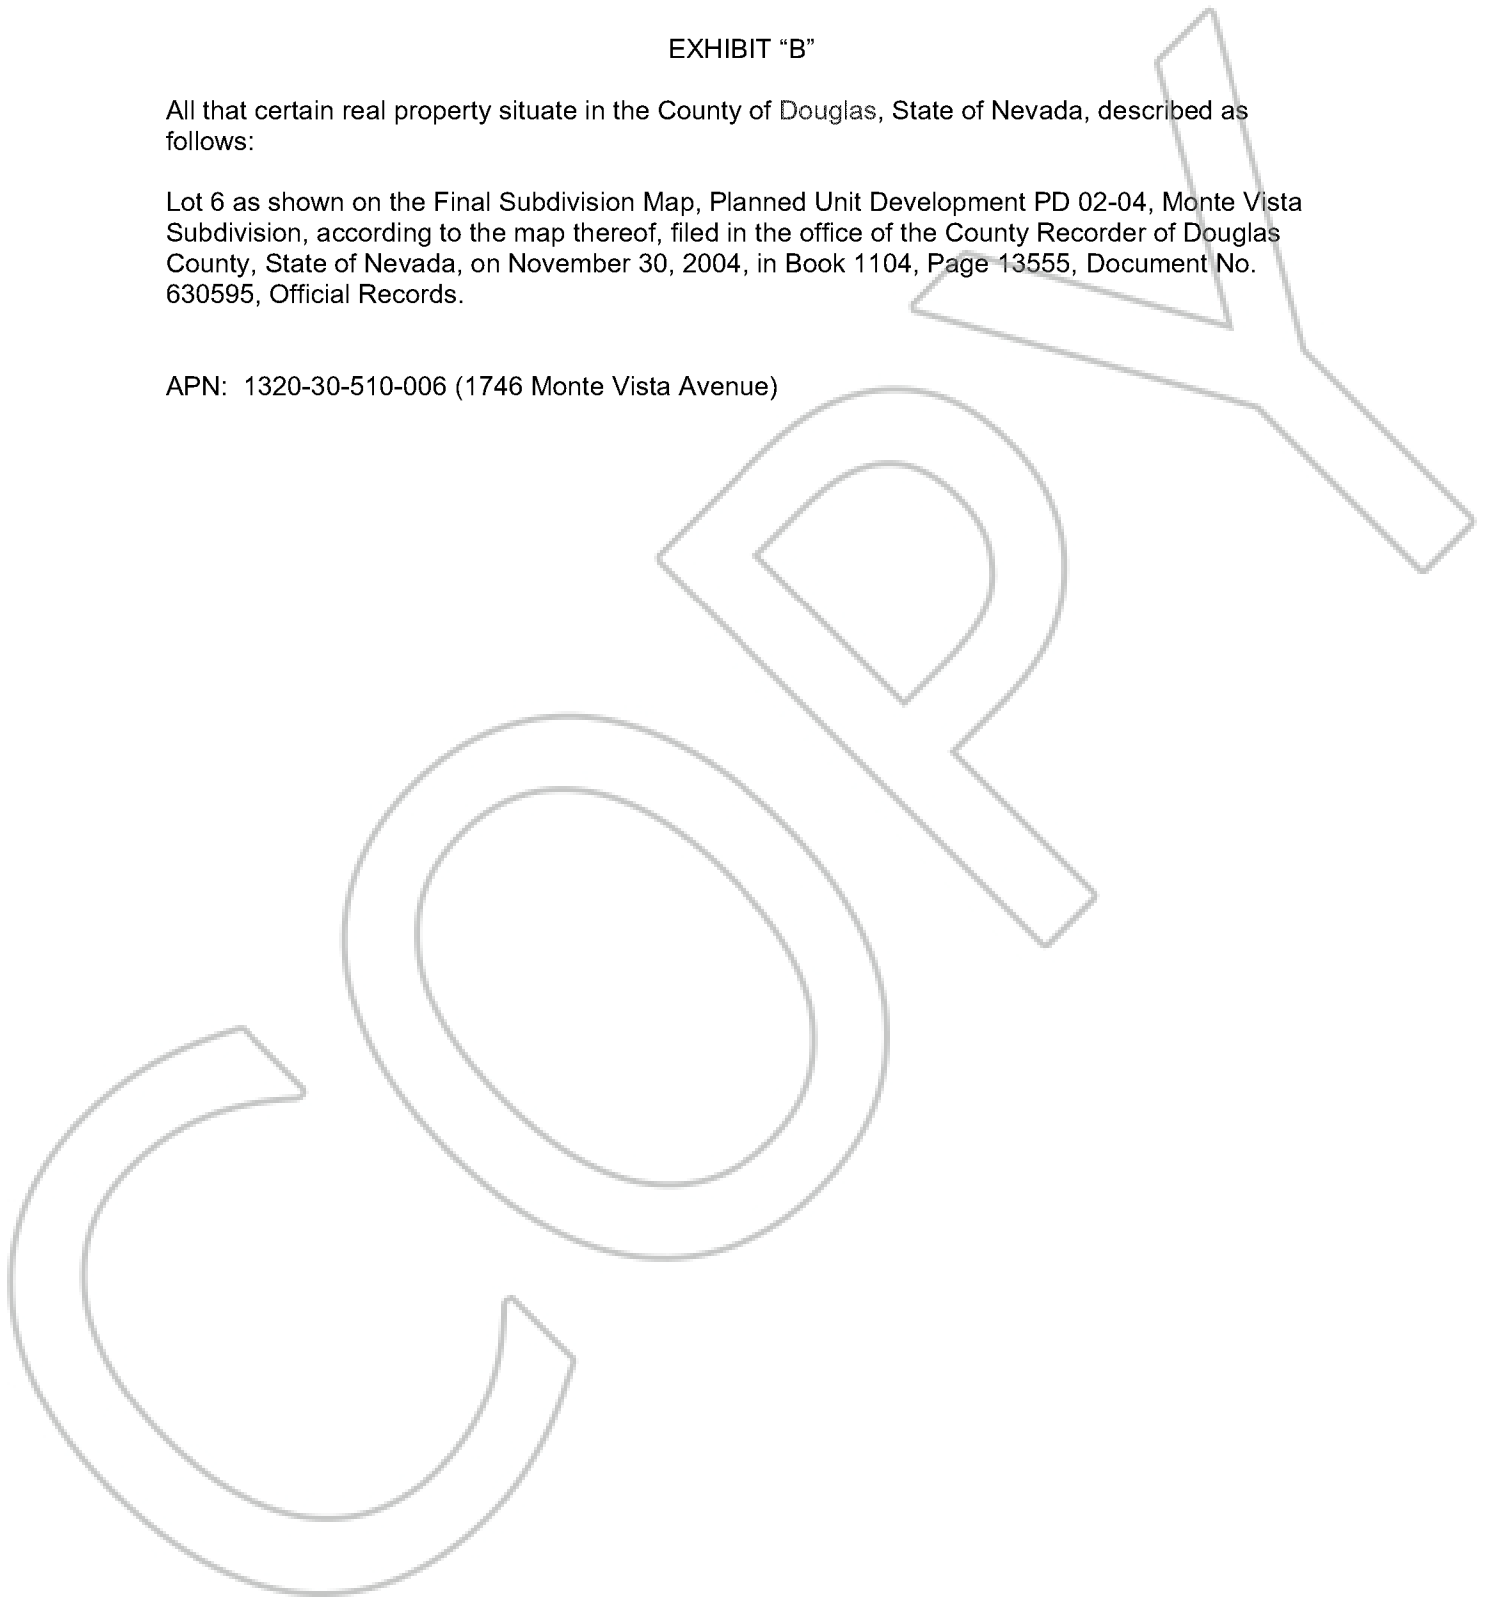 EXHIBIT “B”
All that certain real property situate in the County of Douglas, State of Nevada, described as
follows:
Lot 6 as shown on the Final Subdivision Map, Planned Unit Development PD 02-04, Monte Vista
Subdivision, according to the map thereof, filed in the office of the County Recorder of Douglas
County, State of Nevada, on November 30, 2004, in Book 1104, Page 13555, Document No.
630595, Official Records.
APN:  1320-30-510-006 (1746 Monte Vista Avenue)
COPY